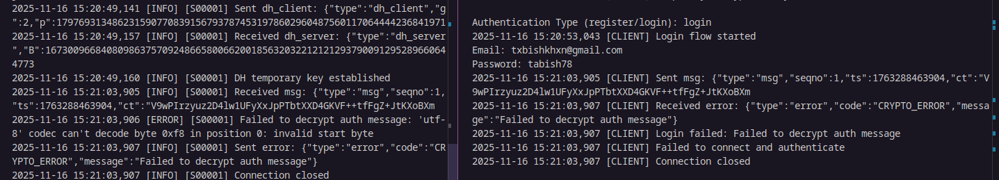 2025-11-16 15:20:49,141 [INFO] [S00001] Sent dh_client: {"type":"dh_client","g
":2,"p":179769313486231590770839156793787453197860296048756011706444423684197​1
2025-11-16 15:20:49,157 [INFO] [S00001] Received dh_server: {"type":"dh_server
","B":16730096684080986375709248665800662001856320322121212937900912952896606​4
4773
2025-11-16 15:20:49,160 [INFO] [S00001] DH temporary key established
2025-11-16 15:21:03,905 [INFO] [S00001] Received msg: {"type":"msg","seqno":1,
"ts":1763288463904,"ct":"V9wPIrzyuz2D4lw1UFyXxJpPTbtXXD4GKVF++tfFgZ+JtKXoBXm
2025-11-16 15:21:03,906 [ERROR] [S00001] Failed to decrypt auth message: 'utf-
8' codec can't decode byte 0xf8 in position 0: invalid start byte
2025-11-16 15:21:03,907 [INFO] [S00001] Sent error: {"type":"error","code":"CR
YPTO_ERROR","message":"Failed to decrypt auth message"}
2025-11-16 15:21:03,907 [INFO] [S00001] Connection closed
Authentication Type (register/login): login
2025-11-16 15:20:53,043 [CLIENT] Login flow started
Email: txbishkhxn@gmail.com
Password: tabish78
2025-11-16 15:21:03,905 [CLIENT] Sent msg: {"type":"msg","seqno":1,"ts":1763288463904,"ct":"V
9wPIrzyuz2D4lw1UFyXxJpPTbtXXD4GKVF++tfFgZ+JtKXoBXm
2025-11-16 15:21:03,907 [CLIENT] Received error: {"type":"error","code":"CRYPTO_ERROR","messa
ge":"Failed to decrypt auth message"}
2025-11-16 15:21:03,907 [CLIENT] Login failed: Failed to decrypt auth message
2025-11-16 15:21:03,907 [CLIENT] Failed to connect and authenticate
2025-11-16 15:21:03,907 [CLIENT] Connection closed